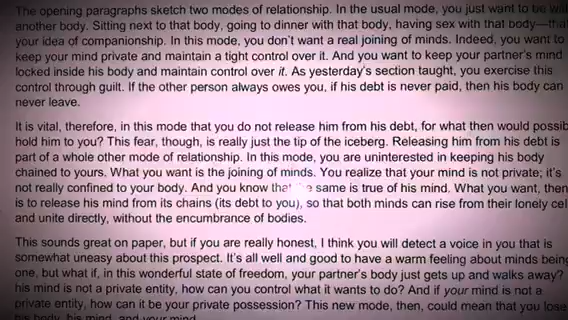 The opening paragraphs sketch two modes of relationship. In the usual mode, you just want to be with
another body. Sitting next to that body, going to dinner with that body, having sex with that body—that
your idea of companionship. In this mode, you don't want a real joining of minds. Indeed, you want to
keep your mind private and maintain a tight control over it. And you want to keep your partner's mind
locked inside his body and maintain control over it. As yesterday's section taught, you exercise this
control through guilt. If the other person always owes you, if his debt is never paid, then his body can
never leave.
It is vital, therefore, in this mode that you do not release him from his debt, for what then would possib
hold him to you? This fear, though, is really just the tip of the iceberg. Releasing him from his debt is
part of a whole other mode of relationship. In this mode, you are uninterested in keeping his body
chained to yours. What you want is the joining of minds. You realize that your mind is not private; it's
not really confined to your body. And you know that the same is true of his mind. What you want, then
is to release his mind from its chains (its debt to you), so that both minds can rise from their lonely cel
and unite directly, without the encumbrance of bodies.
This sounds great on paper, but if you are really honest, I think you will detect a voice in you that is
somewhat uneasy about this prospect. It's all well and good to have a warm feeling about minds being
one, but what if, in this wonderful state of freedom, your partner's body just gets up and walks away?
his mind is not a private entity, how can you control what it wants to do? And if your mind is not a
private entity, how can it be your private possession? This new mode, then, could mean that you lose
his body, his mind, and your mind.